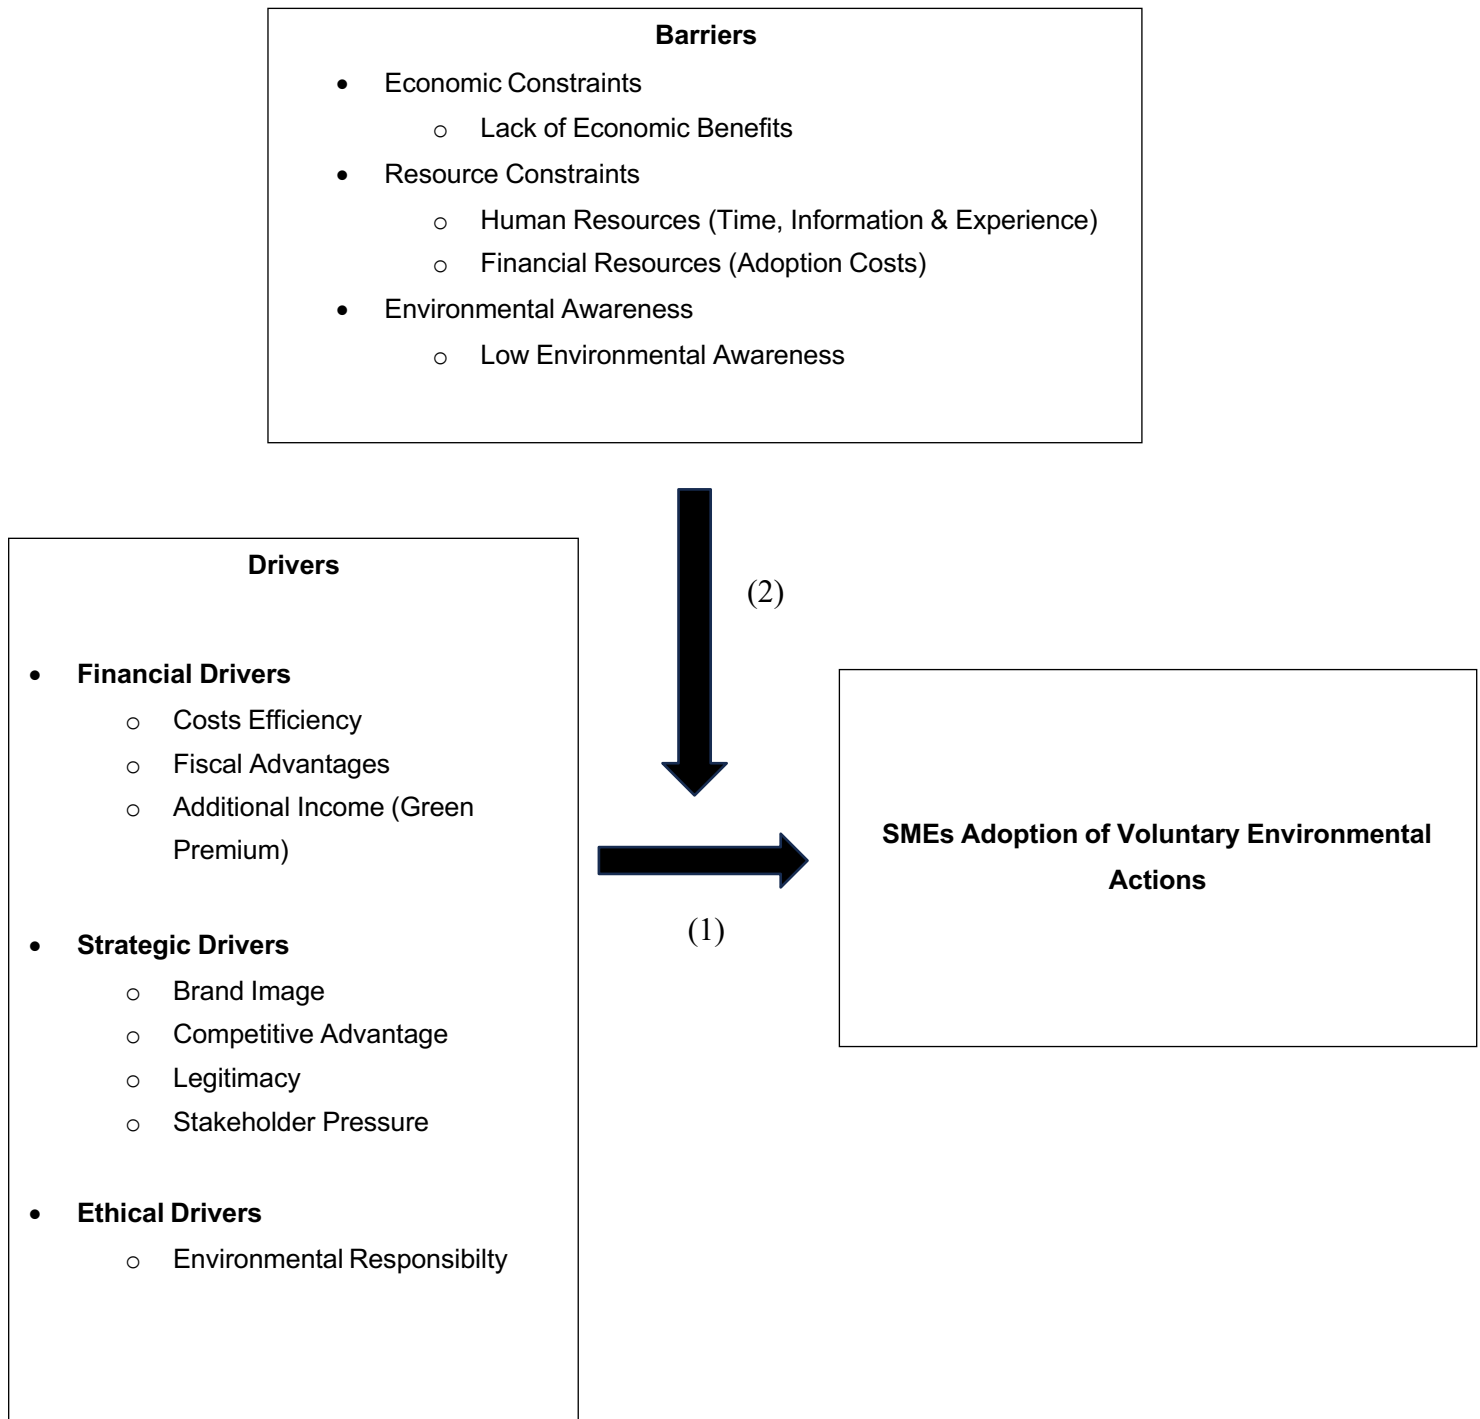 Barriers
• Economic Constraints
o Lack of Economic Benefits
• Resource Constraints
o Human Resources (Time, Information & Experience)
o Financial Resources (Adoption Costs)
• Environmental Awareness
o Low Environmental Awareness
(2)
Drivers
• Financial Drivers
o Costs Efficiency
o Fiscal Advantages
o Additional Income (Green
Premium)
• Strategic Drivers
o Brand Image
o Competitive Advantage
o Legitimacy
o Stakeholder Pressure
• Ethical Drivers
o Environmental Responsibilty
(1)
SMEs Adoption of Voluntary Environmental
Actions